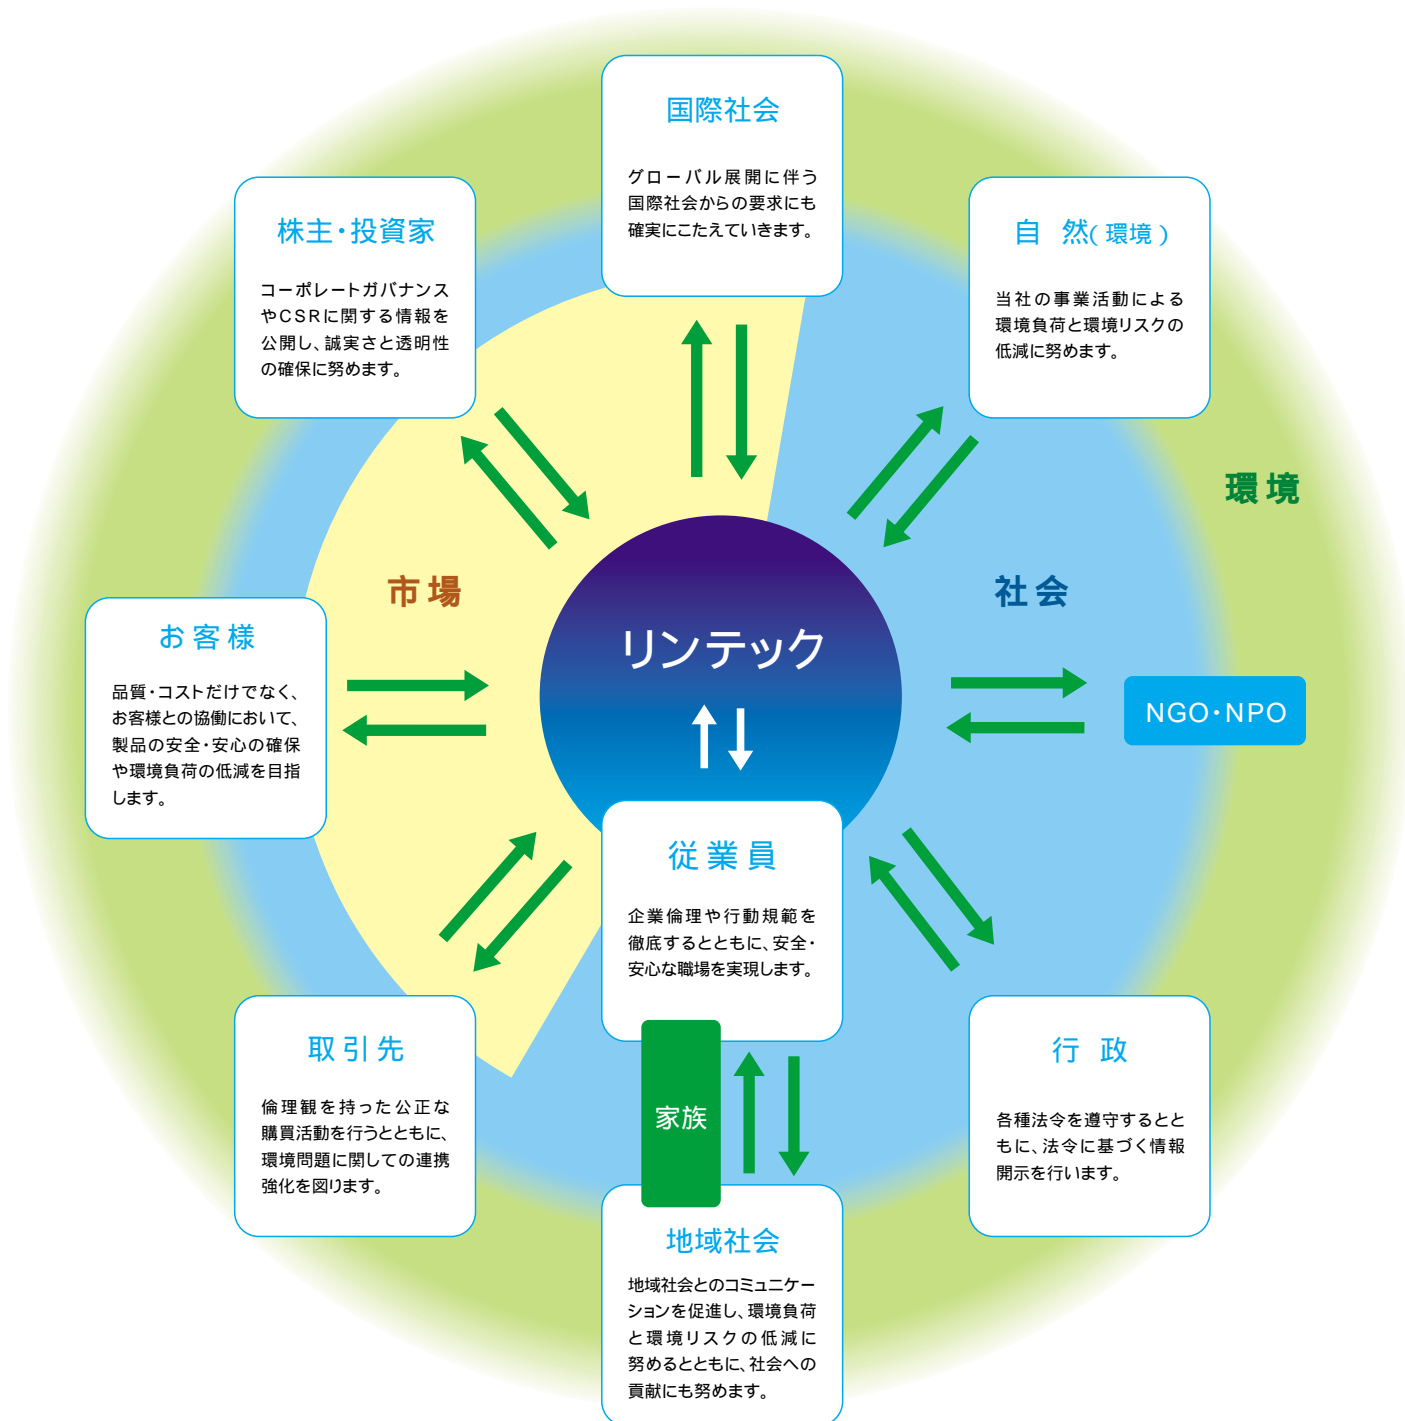 国際社会
グローバル展開に伴う
国際社会からの要求にも
確実にこたえていきます。
株主・投資家
コーポレートガバナンス
やCSRに関する情報を
公開し、誠実さと透明性
の確保に努めます。
自 然(環境)
当社の事業活動による
環境負荷と環境リスクの
低減に努めます。
環境
市場
社会
リンテック
お客様
品質・コストだけでなく、
お客様との協働において、
製品の安全・安心の確保
や環境負荷の低減を目指
します。
NGO・NPO
従業員
企業倫理や行動規範を
徹底するとともに、安全・
安心な職場を実現します。
取引先
倫理観を持った公正な
購買活動を行うとともに、
環境問題に関しての連携
強化を図ります。
家族
行 政
各種法令を遵守するとと
もに、法令に基づく情報
開示を行います。
地域社会
地域社会とのコミュニケー
ションを促進し、環境負荷
と環境リスクの低減に
努めるとともに、社会への
貢献にも努めます。